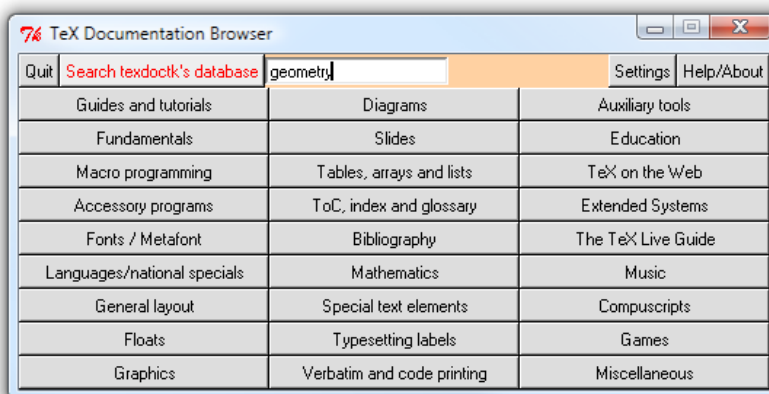 TeX Documentation Browser
Quit Search texdoctk's database geometry Settings Help/About
Guides and tutorials Diagrams Auxiliary tools
Fundamentals Slides Education
Macro programming Tables, arrays and lists TeX on the Web
Accessory programs ToC, index and glossary Extended Systems
Fonts / Metafont Bibliography The TeX Live Guide
Languages/national specials Mathematics Music
General layout Special text elements Compuscripts
Floats Typesetting labels Games
Graphics Verbatim and code printing Miscellaneous